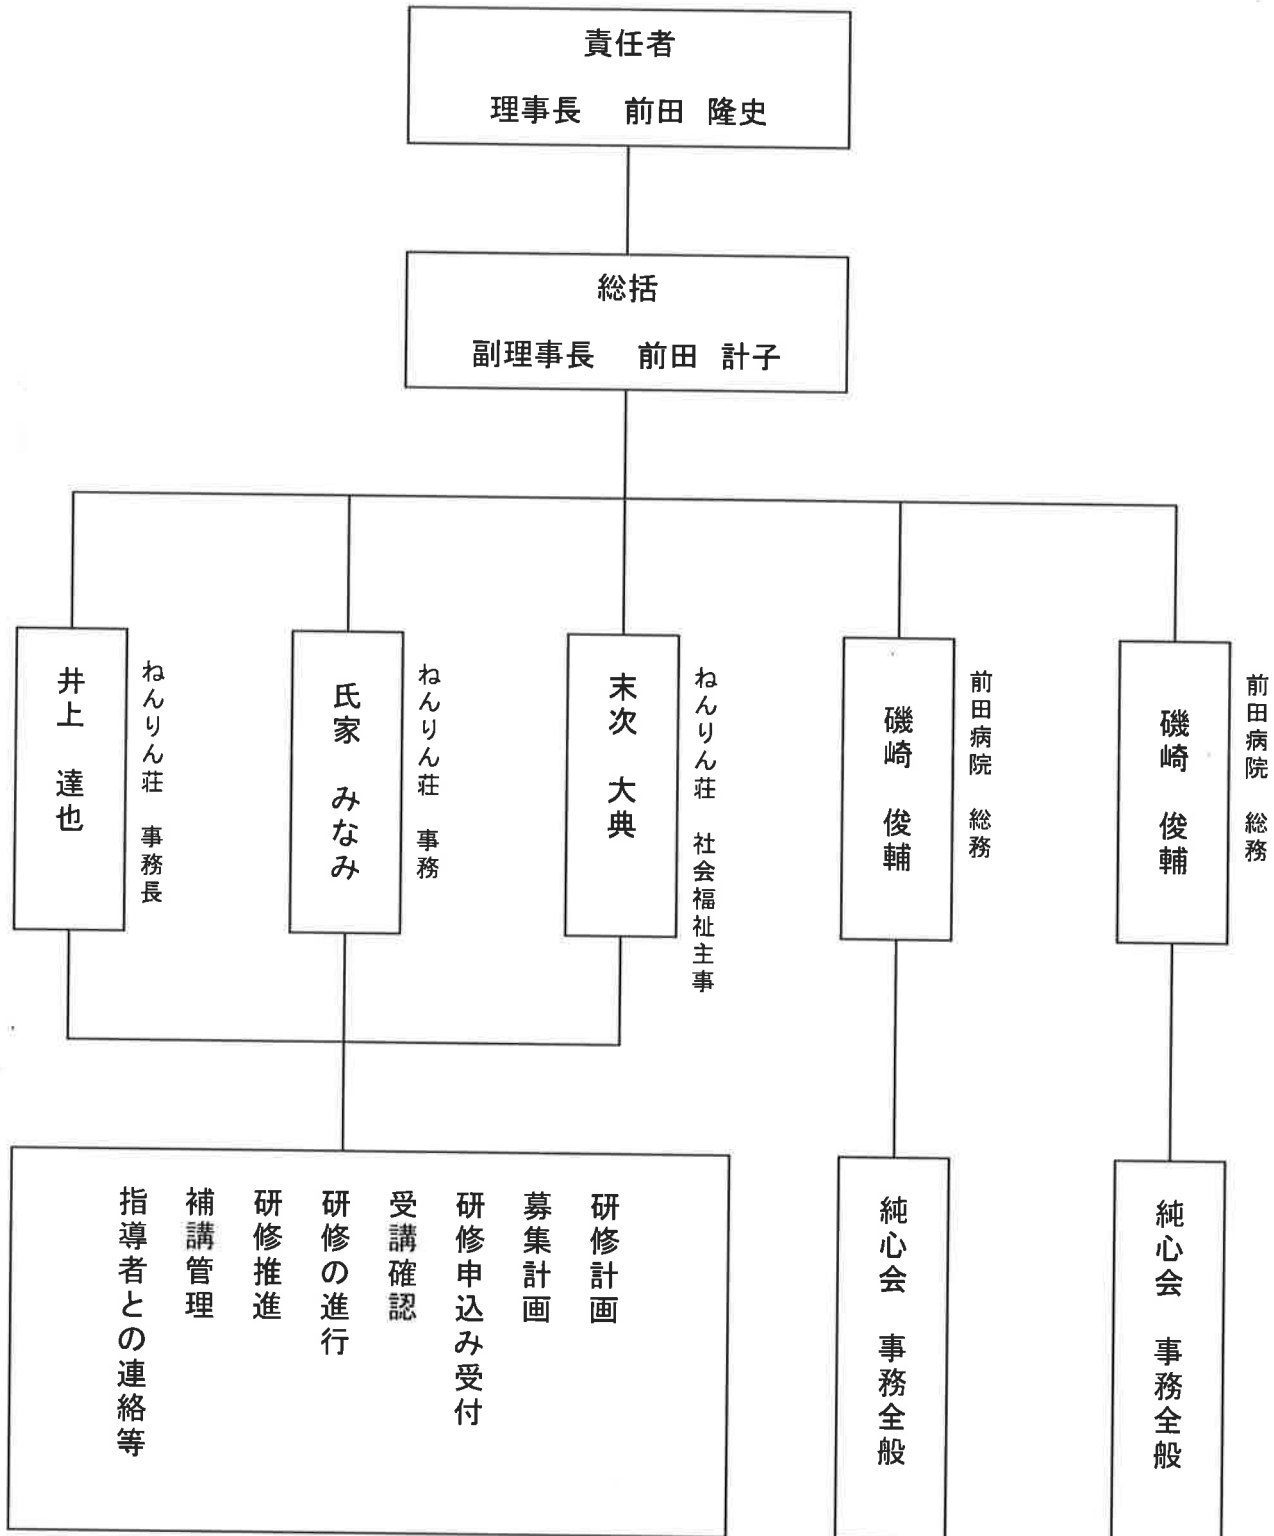 責任者
理事長 前田 隆史
総括
副理事長 前田 計子
前田病院 総務
磯崎 俊輔
前田病院 総務
磯崎 俊輔
ねんりん荘 社会福祉主事
末次 大典
ねんりん荘 事務
氏家 みなみ
ねんりん荘 事務長
井上 達也
純心会 事務全般
純心会 事務全般
研修計画
募集計画
研修申込み受付
受講確認
研修の進行
研修推進
補講管理
指導者との連絡等